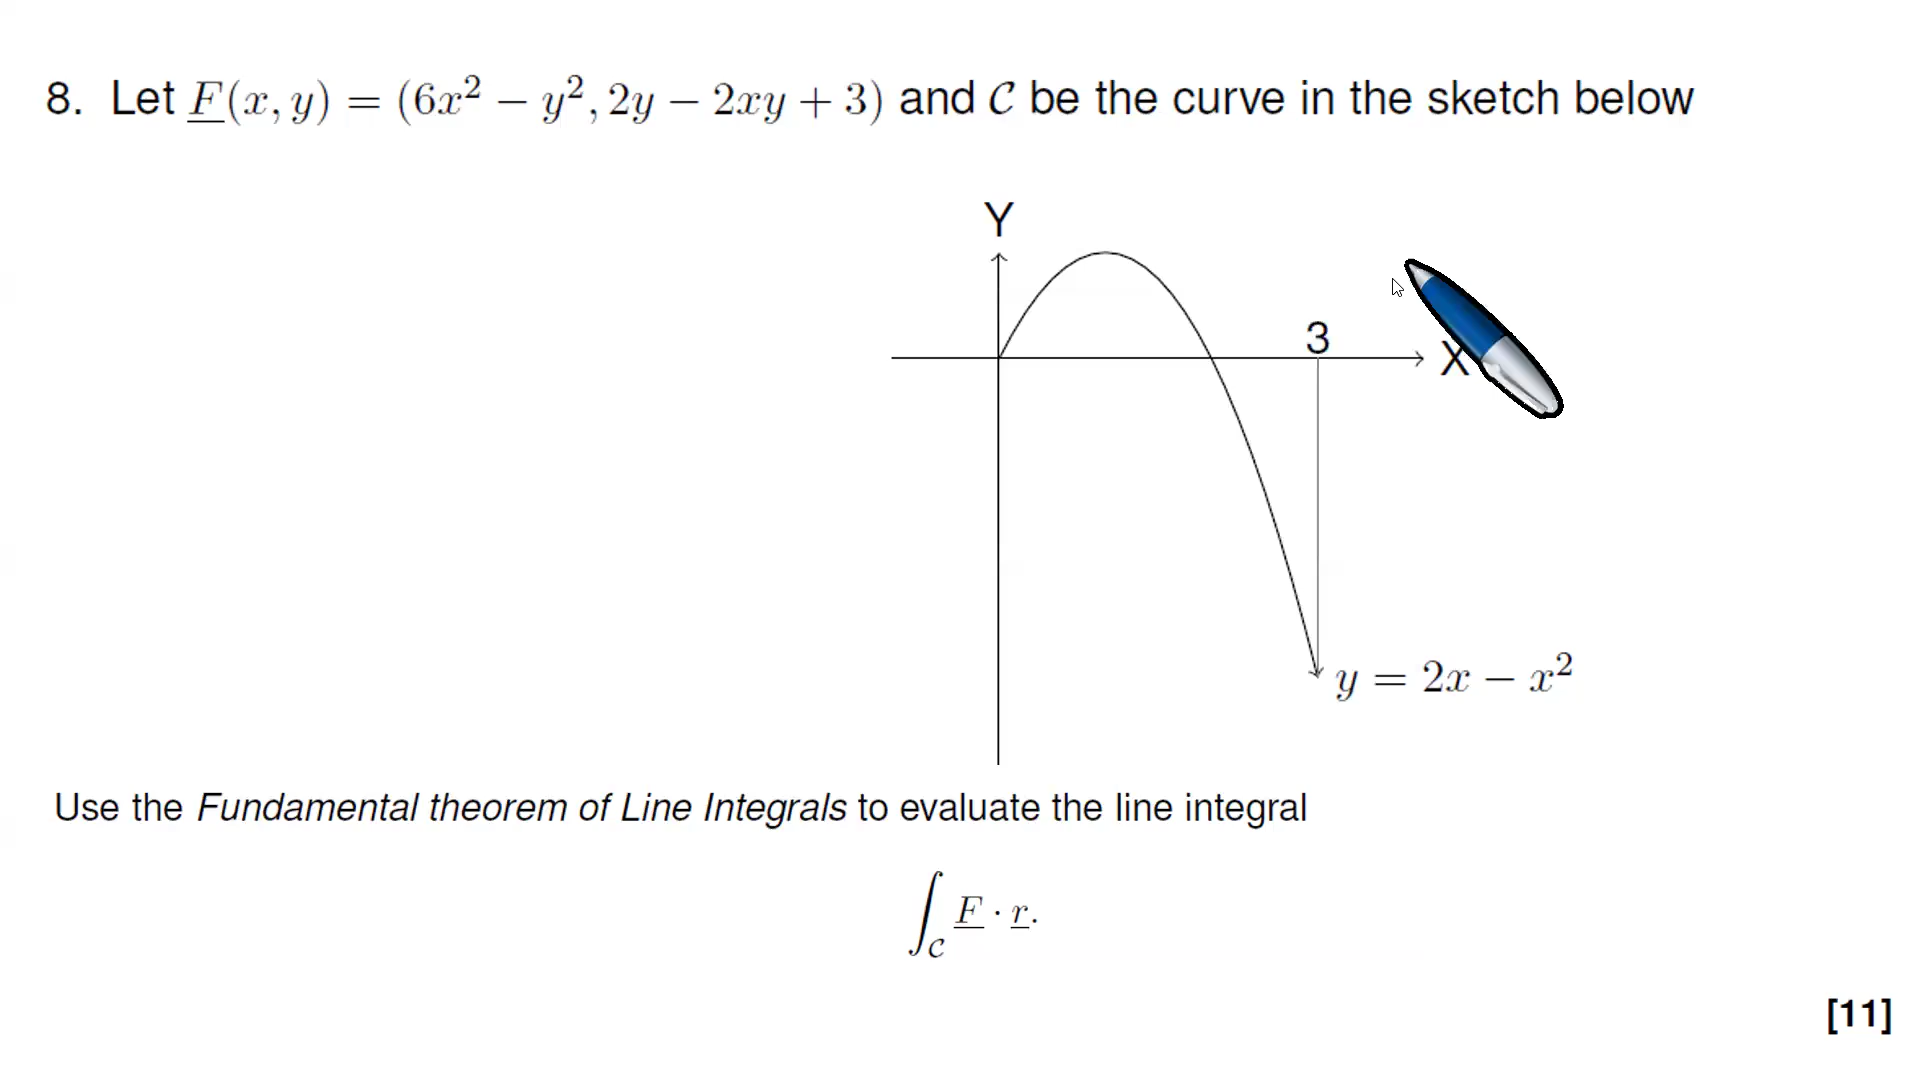 8. Let F(x, y) = (6x² − y², 2y − 2xy + 3) and C be the curve in the sketch below
Y
3
X
y = 2x − x²
Use the Fundamental theorem of Line Integrals to evaluate the line integral
∫_C F · r.
[11]